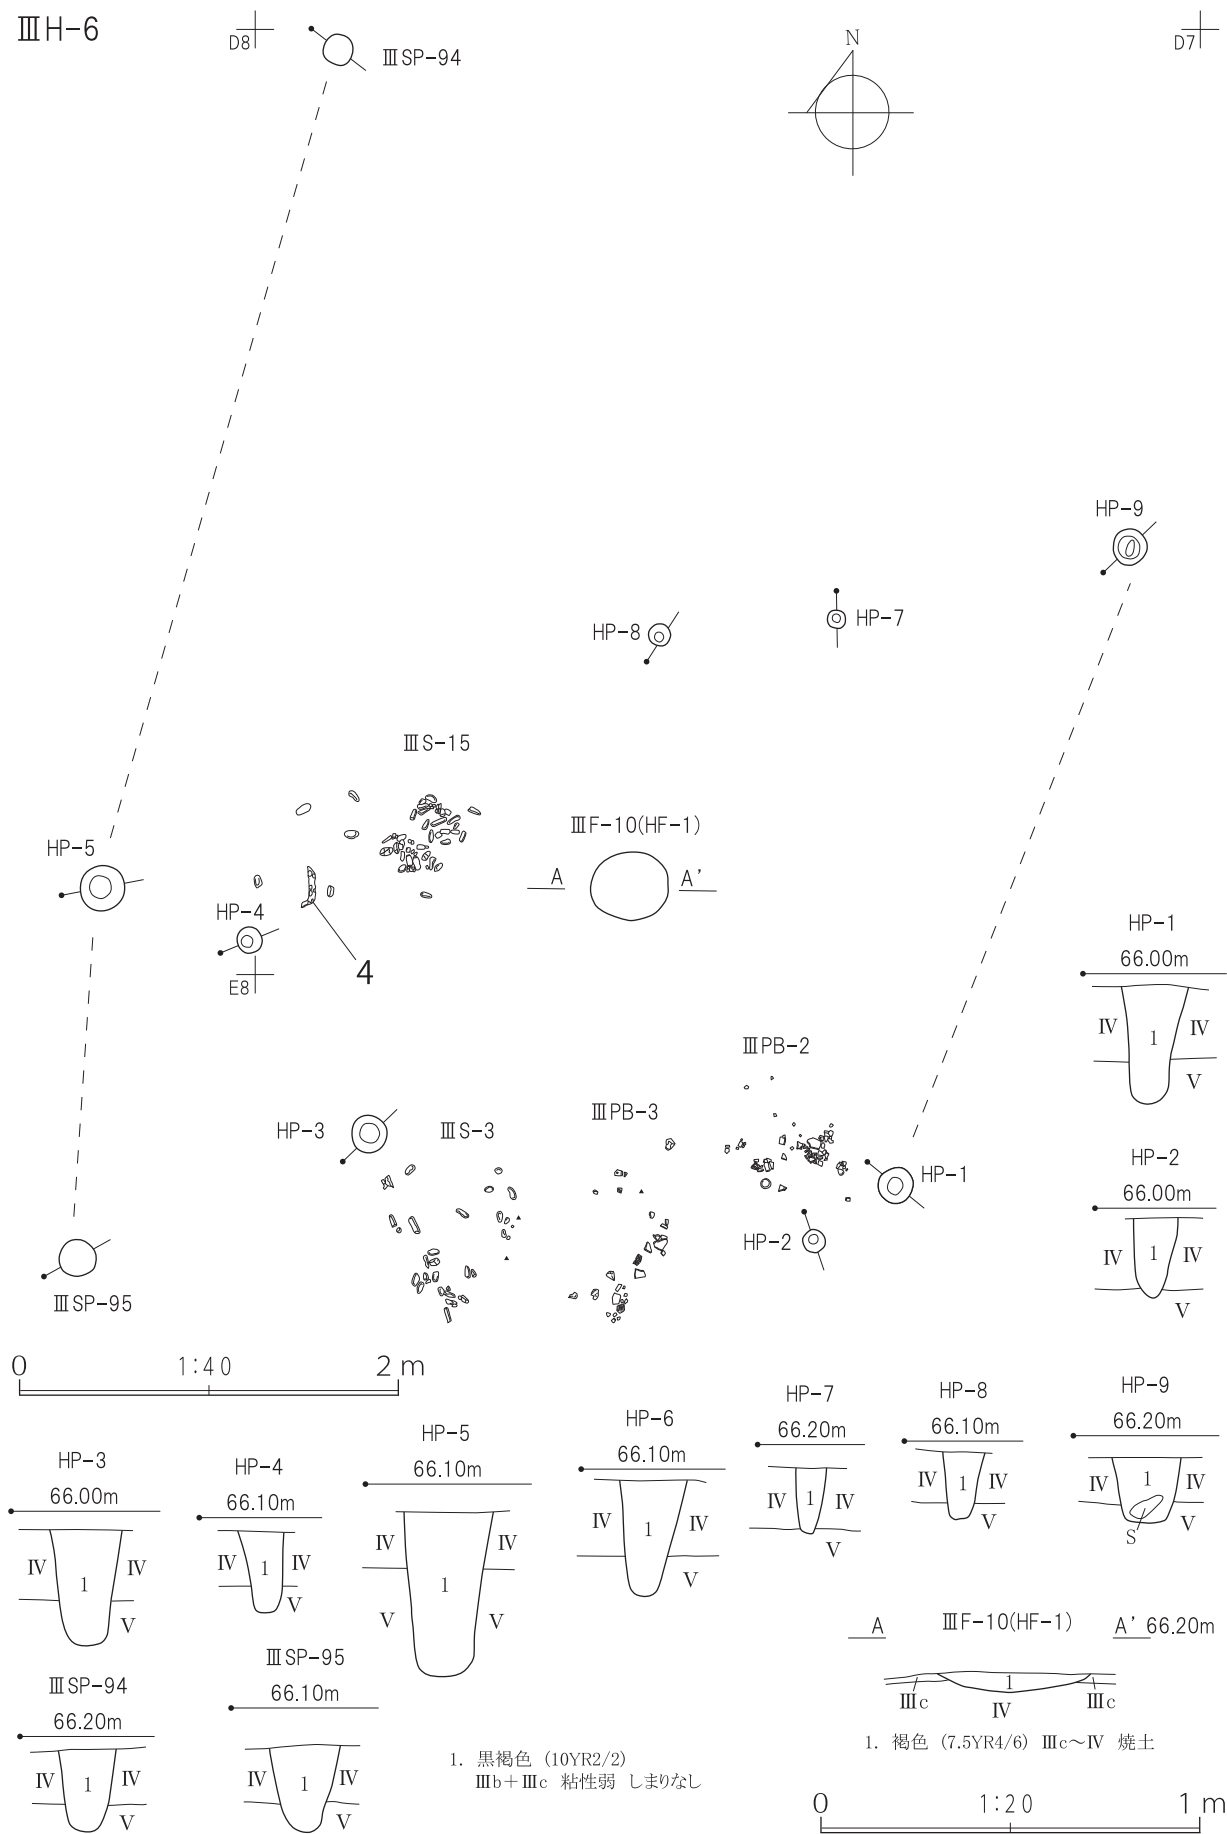 ⅢH-6
D8
ⅢSP-94
N
D7
HP-9
HP-8
HP-7
ⅢS-15
ⅢF-10(HF-1)
A
A'
HP-5
HP-4
E8
4
HP-1
66.00m
Ⅳ
1
Ⅳ
Ⅴ
ⅢPB-2
ⅢPB-3
HP-3
ⅢS-3
HP-1
HP-2
ⅢSP-95
HP-2
66.00m
Ⅳ
1
Ⅳ
Ⅴ
0
1:40
2 m
HP-3
66.00m
Ⅳ
1
Ⅳ
Ⅴ
HP-4
66.10m
Ⅳ
1
Ⅳ
Ⅴ
HP-5
66.10m
Ⅳ
Ⅳ
1
Ⅴ
Ⅴ
HP-6
66.10m
Ⅳ
1
Ⅳ
Ⅴ
HP-7
66.20m
Ⅳ
1
Ⅳ
Ⅴ
HP-8
66.10m
Ⅳ
1
Ⅳ
Ⅴ
HP-9
66.20m
Ⅳ
1
Ⅳ
S
Ⅴ
ⅢSP-94
66.20m
Ⅳ
1
Ⅳ
Ⅴ
ⅢSP-95
66.10m
Ⅳ
1
Ⅳ
Ⅴ
1. 黒褐色 (10YR2/2)
Ⅲb+Ⅲc 粘性弱 しまりなし
A
ⅢF-10(HF-1)
A' 66.20m
1
Ⅲc
Ⅳ
Ⅲc
1. 褐色 (7.5YR4/6) Ⅲc~Ⅳ 焼土
0
1:20
1 m